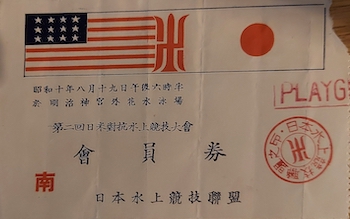 昭和十年八月十九日午後六時半
於明治神宮外苑水泳場
PLAYG
第二回日米對抗水上競技大會
會員券
南
日本水上競技聯盟